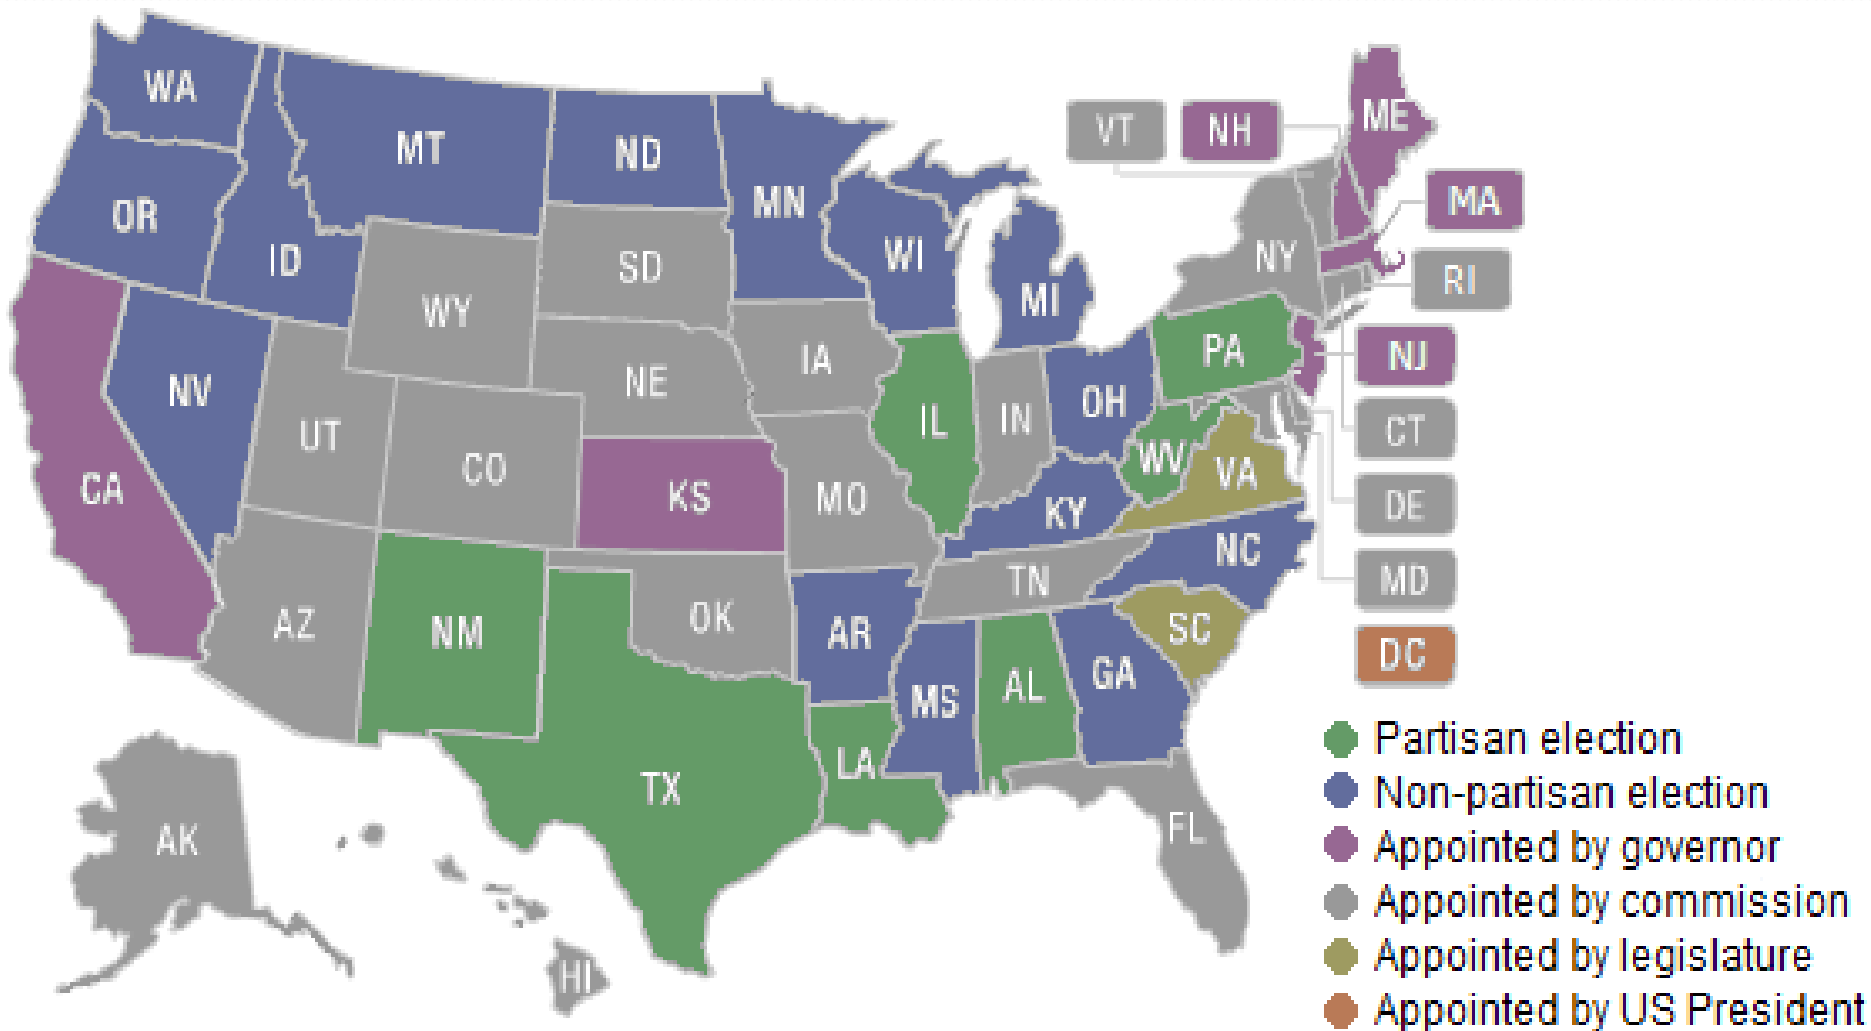 WA
MT
ND
MN
VT
NH
ME
OR
ID
SD
WI
MI
NY
MA
RI
WY
IA
NE
PA
NJ
NV
UT
CO
IL
IN
OH
WV
VA
CT
CA
KS
MO
KY
DE
NC
MD
AZ
NM
OK
AR
TN
SC
DC
MS
AL
GA
TX
LA
FL
AK
HI
Partisan election
Non-partisan election
Appointed by governor
Appointed by commission
Appointed by legislature
Appointed by US President